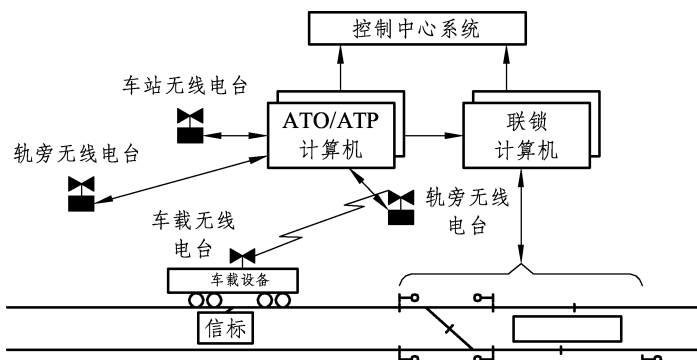 控制中心系统
车站无线电台
ATO/ATP
计算机
联锁
计算机
轨旁无线电台
车载无线
电台
轨旁无线
电台
车载设备
信标